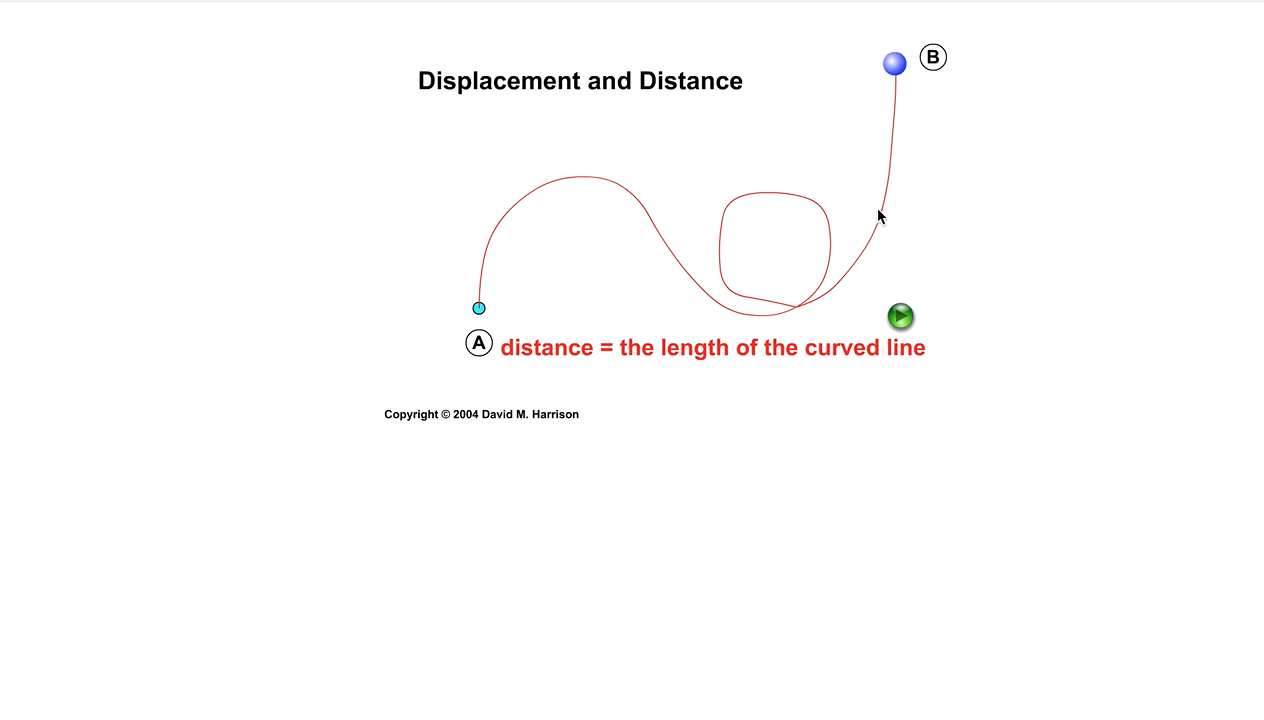 B
Displacement and Distance
A
distance = the length of the curved line
Copyright © 2004 David M. Harrison